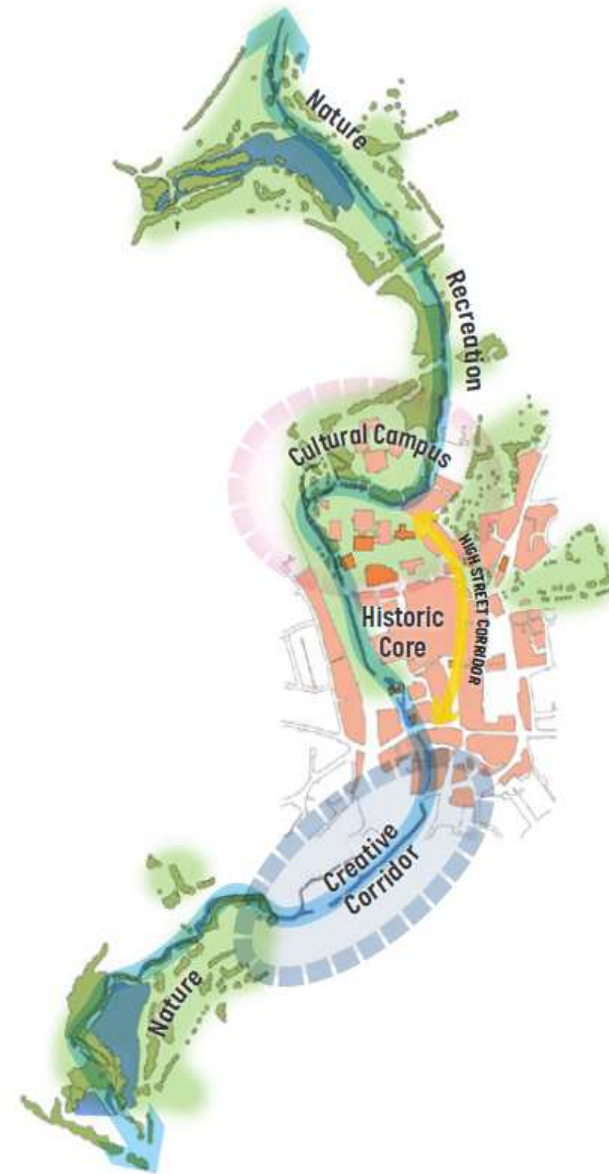 Nature
Recreation
Cultural Campus
HIGH STREET CORRIDOR
Historic
Core
Creative
Corridor
Nature